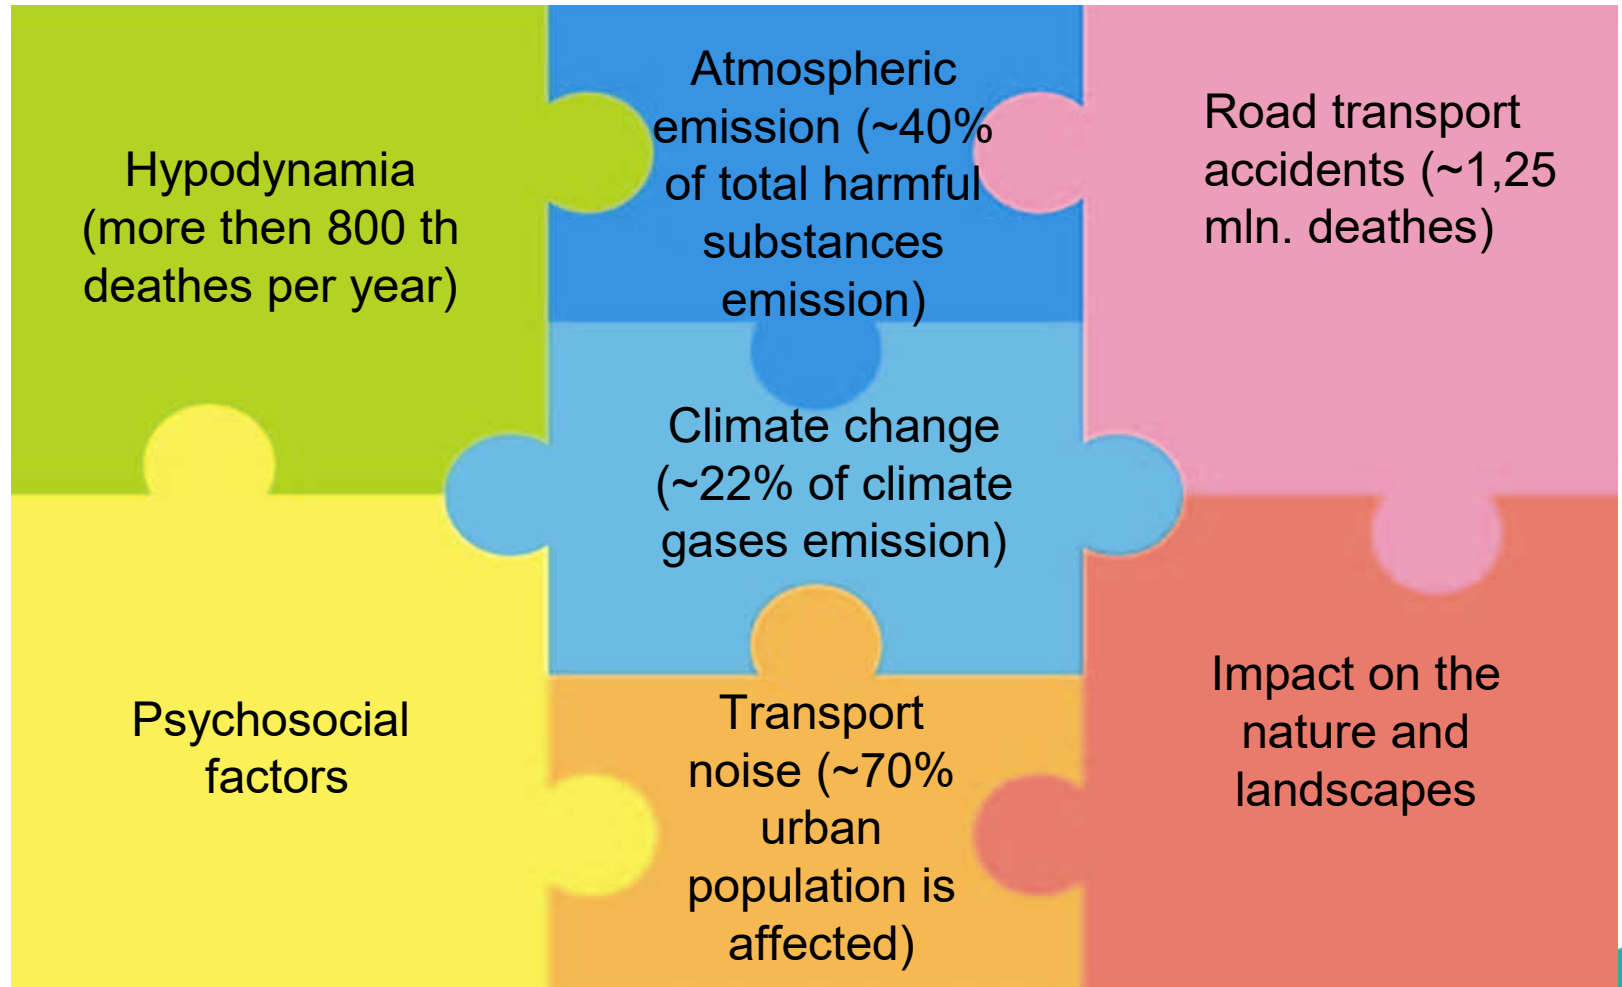 Hypodynamia
(more then 800 th
deathes per year)
Atmospheric
emission (~40%
of total harmful
substances
emission)
Road transport
accidents (~1,25
mln. deathes)
Climate change
(~22% of climate
gases emission)
Psychosocial
factors
Transport
noise (~70%
urban
population is
affected)
Impact on the
nature and
landscapes